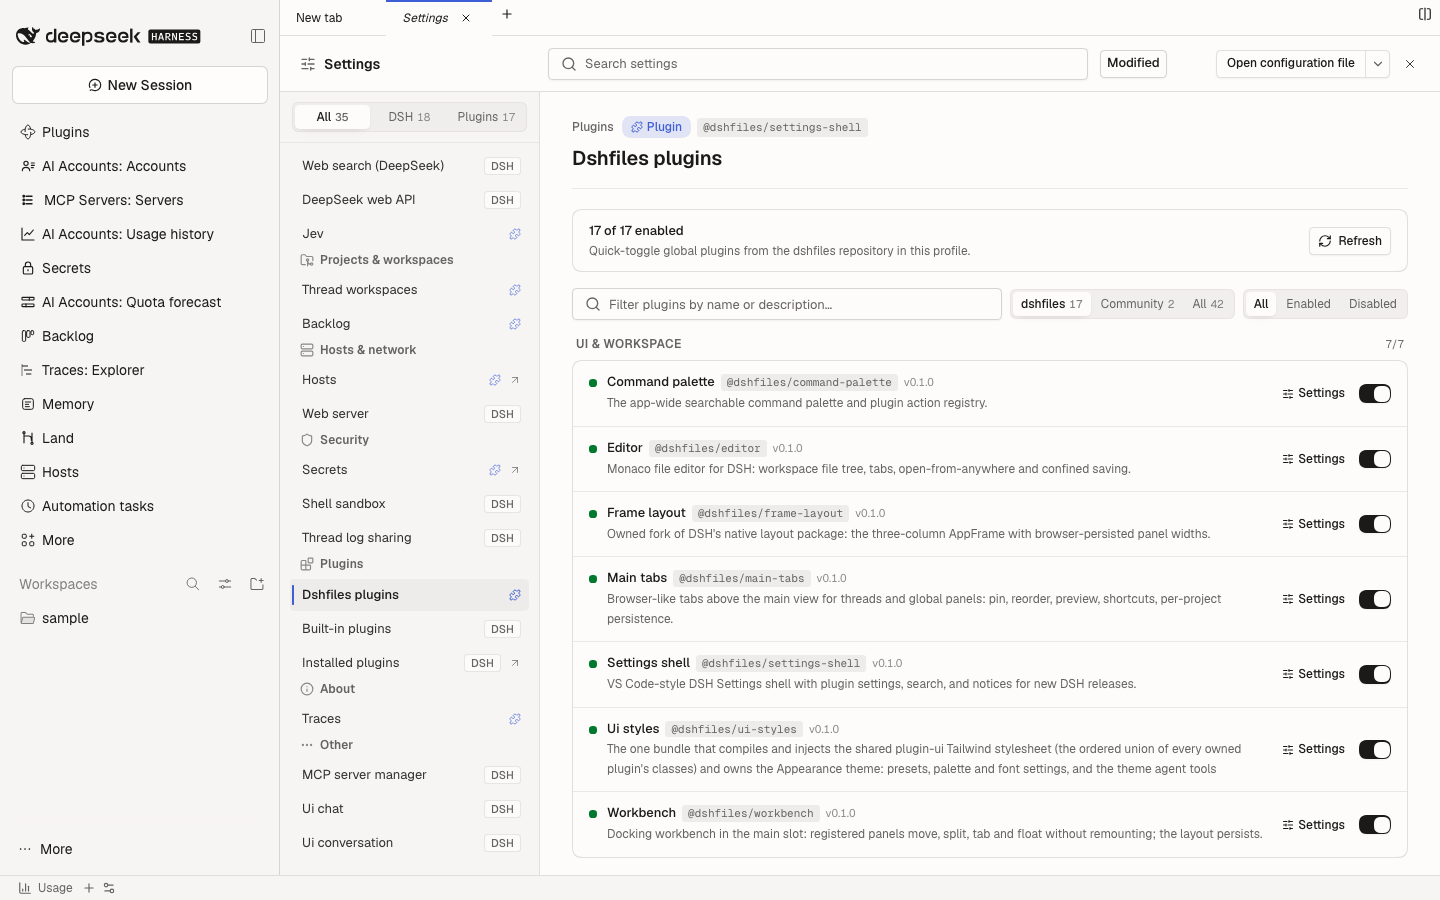 New tab
Settings
deepseek HARNESS
New Session
Plugins
AI Accounts: Accounts
MCP Servers: Servers
AI Accounts: Usage history
Secrets
AI Accounts: Quota forecast
Backlog
Traces: Explorer
Memory
Land
Hosts
Automation tasks
More
Workspaces
sample
More
Usage
Settings
Search settings
Modified
Open configuration file
All 35
DSH 18
Plugins 17
Web search (DeepSeek) DSH
DeepSeek web API DSH
Jev
Projects & workspaces
Thread workspaces
Backlog
Hosts & network
Hosts
Web server DSH
Security
Secrets
Shell sandbox DSH
Thread log sharing DSH
Plugins
Dshfiles plugins
Built-in plugins DSH
Installed plugins DSH
About
Traces
Other
MCP server manager DSH
Ui chat DSH
Ui conversation DSH
Plugins Plugin @dshfiles/settings-shell
Dshfiles plugins
17 of 17 enabled
Quick-toggle global plugins from the dshfiles repository in this profile.
Refresh
Filter plugins by name or description...
dshfiles 17 Community 2 All 42
All Enabled Disabled
UI & WORKSPACE 7/7
Command palette @dshfiles/command-palette v0.1.0
The app-wide searchable command palette and plugin action registry.
Settings
Editor @dshfiles/editor v0.1.0
Monaco file editor for DSH: workspace file tree, tabs, open-from-anywhere and confined saving.
Settings
Frame layout @dshfiles/frame-layout v0.1.0
Owned fork of DSH's native layout package: the three-column AppFrame with browser-persisted panel widths.
Settings
Main tabs @dshfiles/main-tabs v0.1.0
Browser-like tabs above the main view for threads and global panels: pin, reorder, preview, shortcuts, per-project
persistence.
Settings
Settings shell @dshfiles/settings-shell v0.1.0
VS Code-style DSH Settings shell with plugin settings, search, and notices for new DSH releases.
Settings
Ui styles @dshfiles/ui-styles v0.1.0
The one bundle that compiles and injects the shared plugin-ui Tailwind stylesheet (the ordered union of every owned
plugin's classes) and owns the Appearance theme: presets, palette and font settings, and the theme agent tools
Settings
Workbench @dshfiles/workbench v0.1.0
Docking workbench in the main slot: registered panels move, split, tab and float without remounting; the layout persists.
Settings